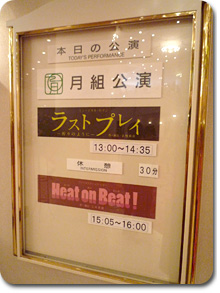 本日の公演
TODAY'S PERFORMANCE
月組公演
ラストプレイ
13:00〜14:35
休憩
INTERMISSION
30分
Heat on Beat!
15:05〜16:00